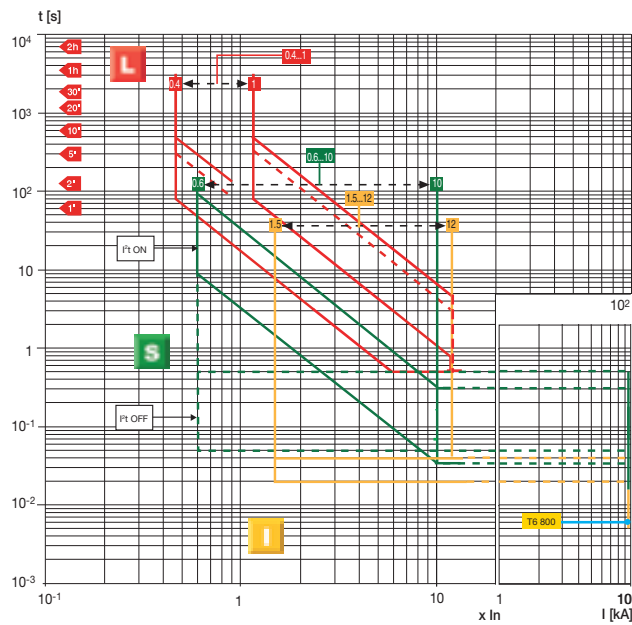 t [s]
10⁴
2h
1h
L
0.4...1
0.4
1
30'
20'
10³
10'
5'
0.6...10
10²
2'
0.6
10
1.5...12
1'
1.5
12
I²t ON
10
10²
1
S
10⁻¹
I²t OFF
10⁻²
I
T6 800
10⁻³
10⁻¹
1
10
1
10
x In
I [kA]